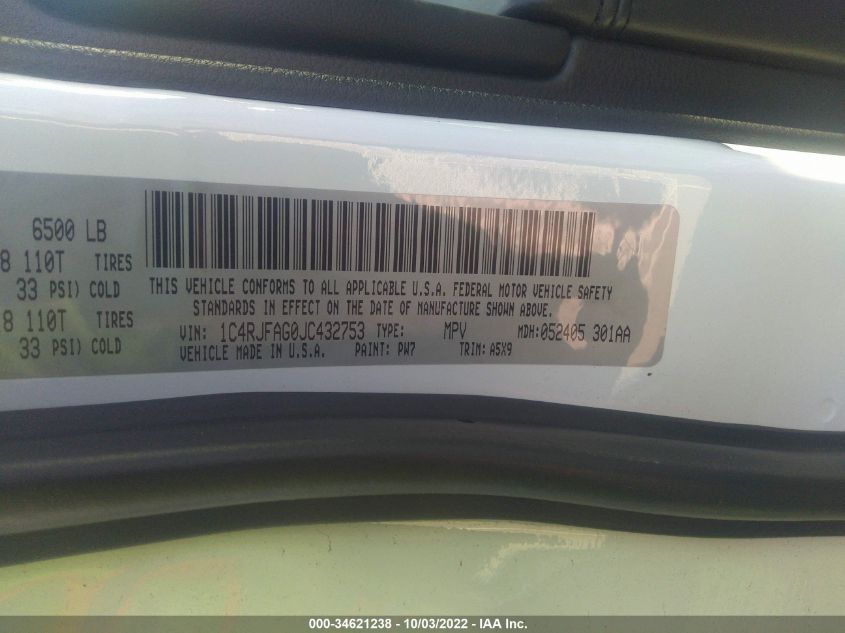 6500 LB
8 110T TIRES
33 PSI) COLD
8 110T TIRES
33 PSI) COLD
THIS VEHICLE CONFORMS TO ALL APPLICABLE U.S.A. FEDERAL MOTOR VEHICLE SAFETY
STANDARDS IN EFFECT ON THE DATE OF MANUFACTURE SHOWN ABOVE.
VIN: 1C4RJFAG0JC432753 TYPE: MPV MDH: 052405 301AA
VEHICLE MADE IN U.S.A. PAINT: PW7 TRIM: A5X9
000-34621238 - 10/03/2022 - IAA Inc.